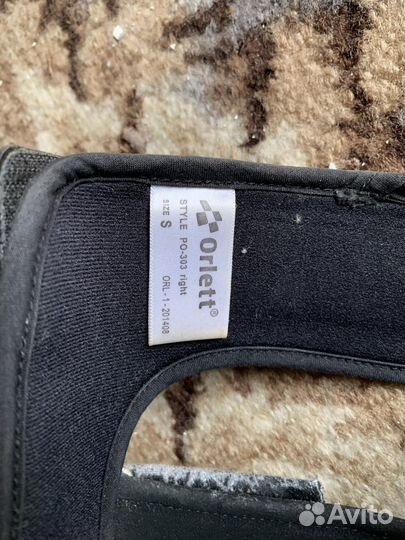 Orlett®
STYLE PO-303 right
SIZE S
ORL-1-201408
Avito